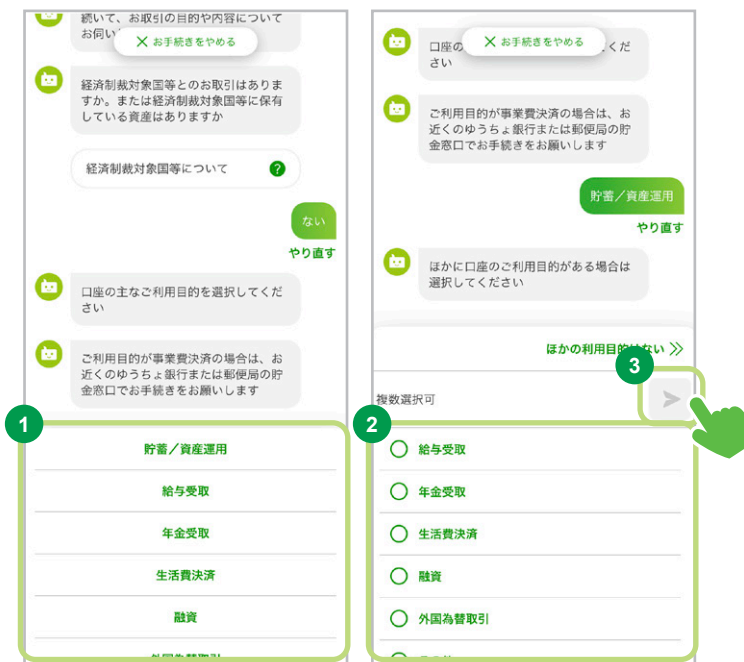 続いて、お取引の目的や内容について
お伺い
× お手続きをやめる
経済制裁対象国等とのお取引はありま
すか。または経済制裁対象国等に保有
している資産はありますか
経済制裁対象国等について
?
ない
やり直す
口座の主なご利用目的を選択してくだ
さい
ご利用目的が事業費決済の場合は、お
近くのゆうちょ銀行または郵便局の貯
金窓口でお手続きをお願いします
1
貯蓄／資産運用
給与受取
年金受取
生活費決済
融資
外国為替取引
口座の
くだ
× お手続きをやめる
さい
ご利用目的が事業費決済の場合は、お
近くのゆうちょ銀行または郵便局の貯
金窓口でお手続きをお願いします
貯蓄／資産運用
やり直す
ほかに口座のご利用目的がある場合は
選択してください
ほかの利用目的はない
3
複数選択可
2
給与受取
年金受取
生活費決済
融資
外国為替取引